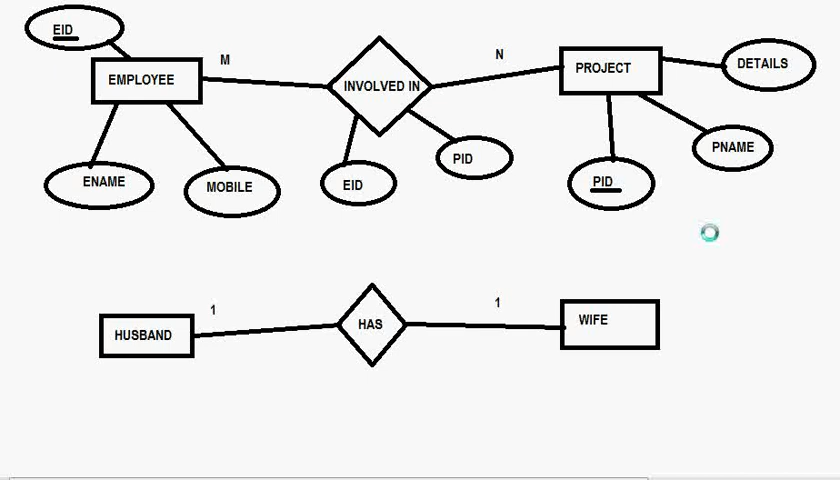 EID
M
N
EMPLOYEE
INVOLVED IN
PROJECT
DETAILS
ENAME
MOBILE
EID
PID
PID
PNAME
1
1
HUSBAND
HAS
WIFE